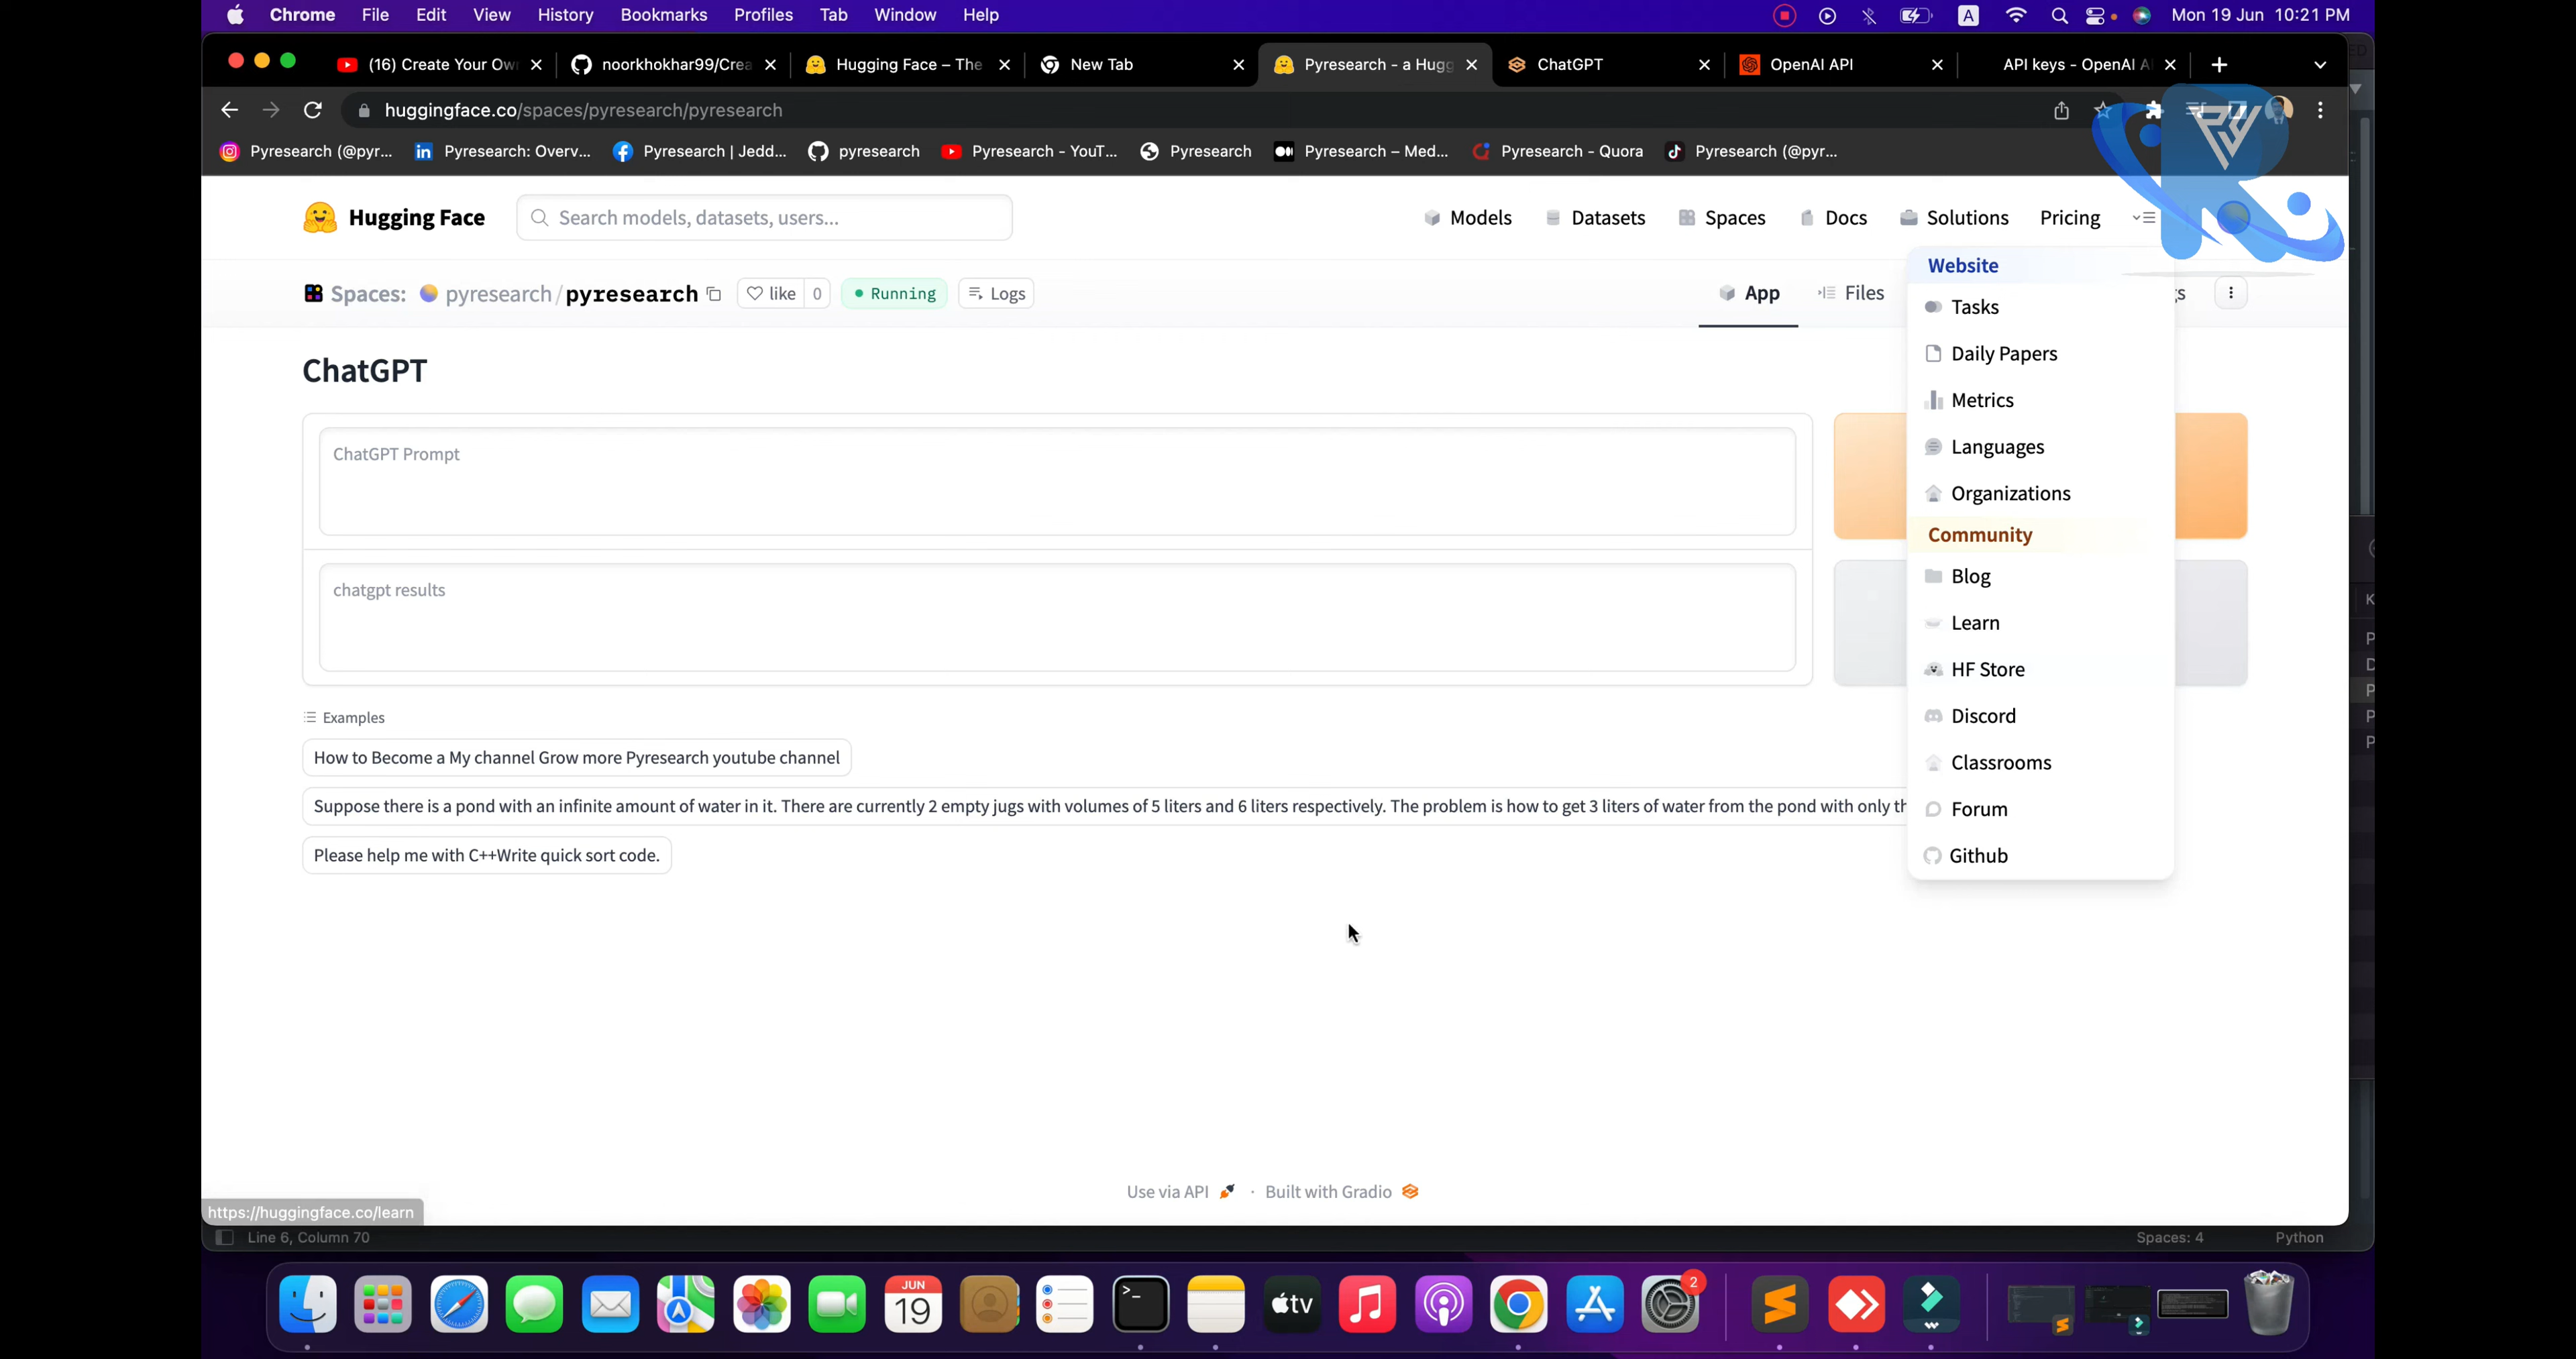 Chrome File Edit View History Bookmarks Profiles Tab Window Help A Mon 19 Jun 10:21 PM
(16) Create Your Ow noorkhokhar99/Crea Hugging Face – The New Tab Pyresearch - a Hugg ChatGPT OpenAI API API keys - OpenAI A
huggingface.co/spaces/pyresearch/pyresearch
Pyresearch (@pyr... Pyresearch: Overv... Pyresearch | Jedd... pyresearch Pyresearch - YouT... Pyresearch Pyresearch – Med... Pyresearch - Quora Pyresearch (@pyr...
Hugging Face Search models, datasets, users... Models Datasets Spaces Docs Solutions Pricing
Website
Spaces: pyresearch/pyresearch like 0 Running Logs App Files
Tasks
Daily Papers
ChatGPT
Metrics
ChatGPT Prompt
Languages
Organizations
Community
Blog
chatgpt results
Learn
HF Store
Discord
Examples
How to Become a My channel Grow more Pyresearch youtube channel
Classrooms
Suppose there is a pond with an infinite amount of water in it. There are currently 2 empty jugs with volumes of 5 liters and 6 liters respectively. The problem is how to get 3 liters of water from the pond with only th
Forum
Please help me with C++Write quick sort code.
Github
Use via API · Built with Gradio
https://huggingface.co/learn
Line 6, Column 70 Spaces: 4 Python
JUN
19
tv
2